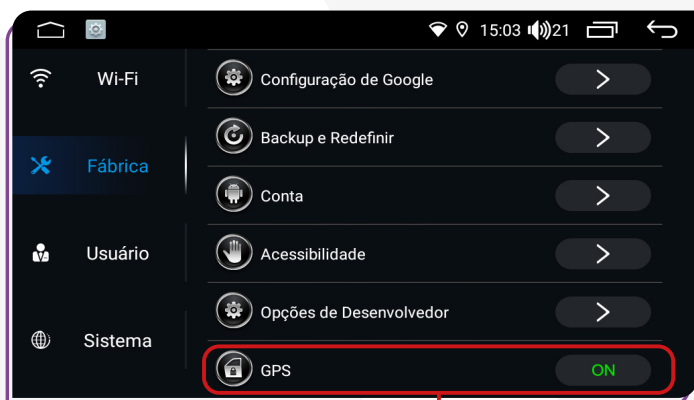 15:03 21
Wi-Fi
Fábrica
Usuário
Sistema
Configuração de Google
Backup e Redefinir
Conta
Acessibilidade
Opções de Desenvolvedor
GPS ON